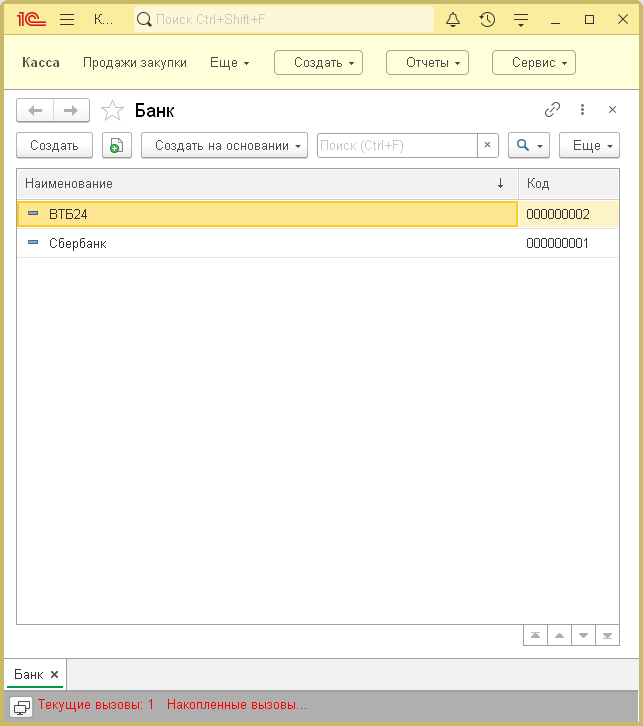 1С К... Поиск Ctrl+Shift+F
Касса Продажи закупки Еще Создать Отчеты Сервис
Банк
Создать Создать на основании Поиск (Ctrl+F) × Еще
Наименование ↓ Код
ВТБ24 000000002
Сбербанк 000000001
Банк ×
Текущие вызовы: 1 Накопленные вызовы...